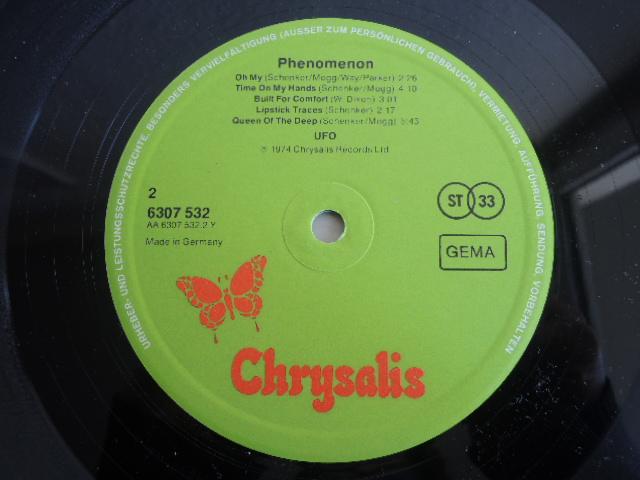 URHEBER- UND LEISTUNGSSCHUTZRECHTE, BESONDERS VERVIELFÄLTIGUNG (AUSSER ZUM PERSÖNLICHEN GEBRAUCH), VERMIETUNG, AUFFÜHRUNG, SENDUNG VORBEHALTEN
Phenomenon
Oh My (Schenker/Mogg/Way/Parker) 2:26
Time On My Hands (Schenker/Mogg) 4:10
Built For Comfort (W. Dixon) 3:01
Lipstick Traces (Schenker) 2:17
Queen Of The Deep (Schenker/Mogg) 5:43
UFO
℗ 1974 Chrysalis Records Ltd.
2
6307 532
AA 6307 532.2 Y
Made in Germany
ST 33
GEMA
Chrysalis